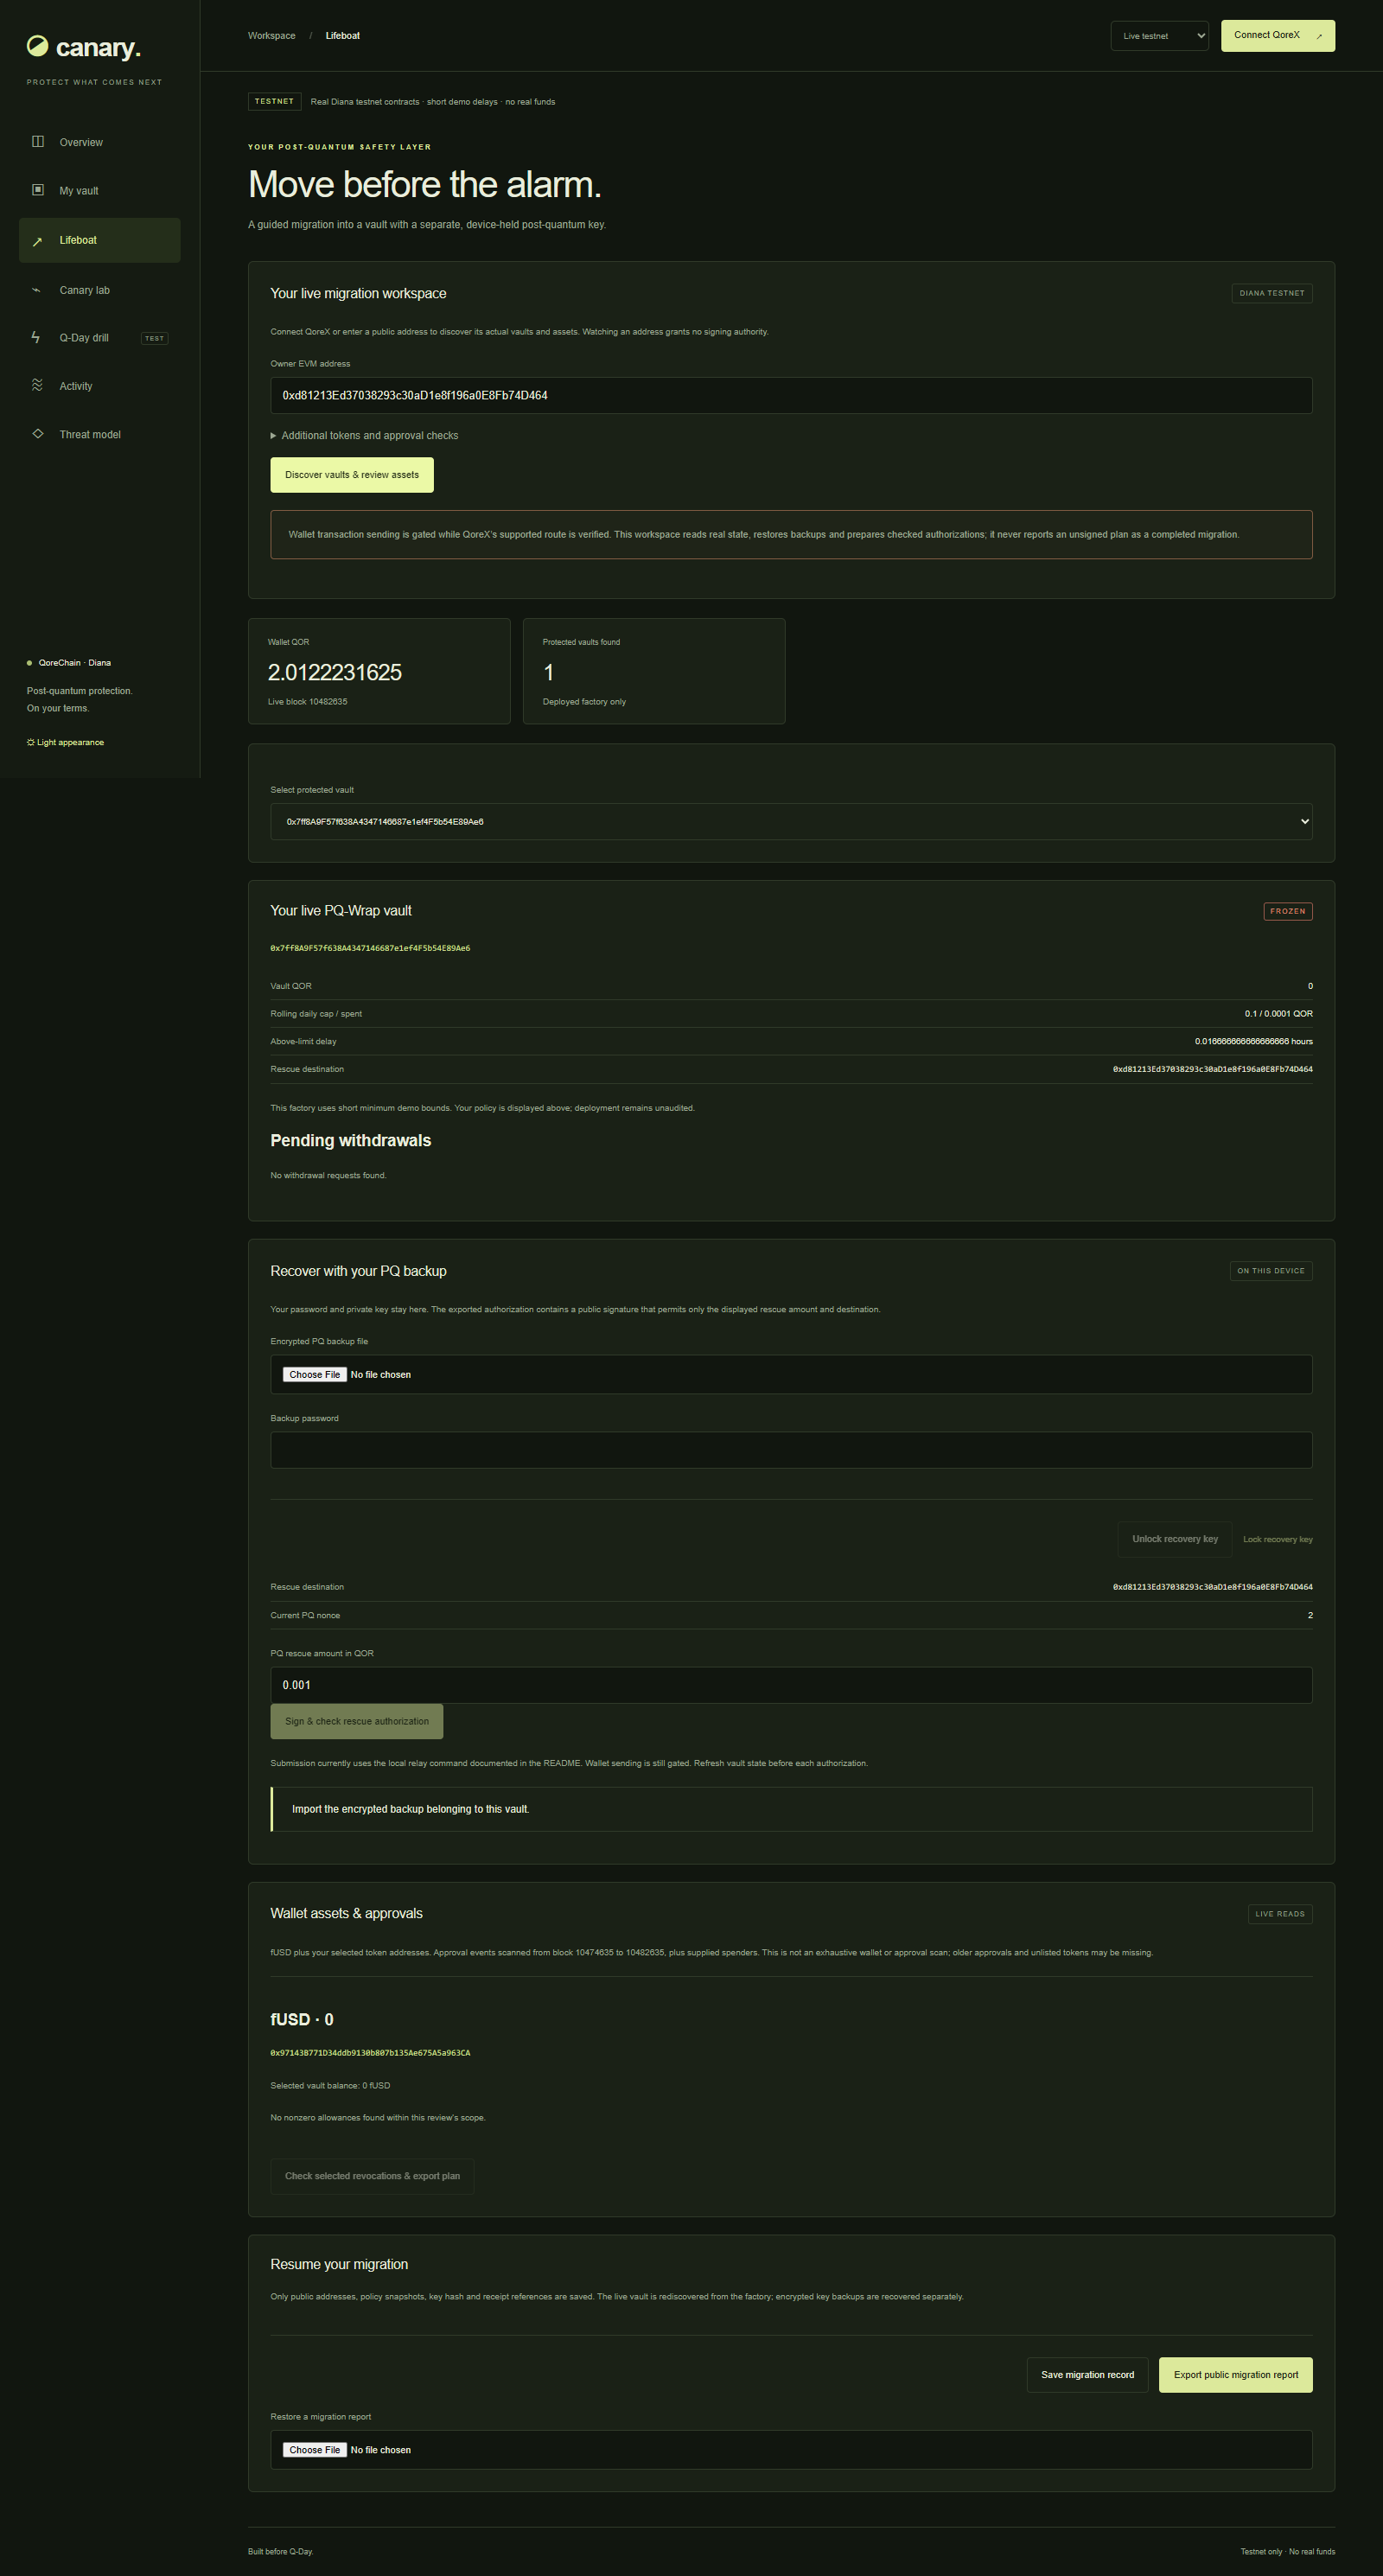 canary.
PROTECT WHAT COMES NEXT
Overview
My vault
Lifeboat
Canary lab
Q-Day drill
TEST
Activity
Threat model
QoreChain · Diana
Post-quantum protection.
On your terms.
Light appearance
Workspace / Lifeboat
Live testnet
Connect QoreX ↗
TESTNET Real Diana testnet contracts · short demo delays · no real funds
YOUR POST-QUANTUM SAFETY LAYER
Move before the alarm.
A guided migration into a vault with a separate, device-held post-quantum key.
Your live migration workspace
DIANA TESTNET
Connect QoreX or enter a public address to discover its actual vaults and assets. Watching an address grants no signing authority.
Owner EVM address
0xd81213Ed37038293c30aD1e8f196a0E8Fb74D464
Additional tokens and approval checks
Discover vaults & review assets
Wallet transaction sending is gated while QoreX's supported route is verified. This workspace reads real state, restores backups and prepares checked authorizations; it never reports an unsigned plan as a completed migration.
Wallet QOR
2.0122231625
Live block 10482635
Protected vaults found
1
Deployed factory only
Select protected vault
0x7ff8A9F57f638A4347146687e1ef4F5b54E89Ae6
Your live PQ-Wrap vault
FROZEN
0x7ff8A9F57f638A4347146687e1ef4F5b54E89Ae6
Vault QOR 0
Rolling daily cap / spent 0.1 / 0.0001 QOR
Above-limit delay 0.016666666666666666 hours
Rescue destination 0xd81213Ed37038293c30aD1e8f196a0E8Fb74D464
This factory uses short minimum demo bounds. Your policy is displayed above; deployment remains unaudited.
Pending withdrawals
No withdrawal requests found.
Recover with your PQ backup
ON THIS DEVICE
Your password and private key stay here. The exported authorization contains a public signature that permits only the displayed rescue amount and destination.
Encrypted PQ backup file
Choose File No file chosen
Backup password
Unlock recovery key Lock recovery key
Rescue destination 0xd81213Ed37038293c30aD1e8f196a0E8Fb74D464
Current PQ nonce 2
PQ rescue amount in QOR
0.001
Sign & check rescue authorization
Submission currently uses the local relay command documented in the README. Wallet sending is still gated. Refresh vault state before each authorization.
Import the encrypted backup belonging to this vault.
Wallet assets & approvals
LIVE READS
fUSD plus your selected token addresses. Approval events scanned from block 10474635 to 10482635, plus supplied spenders. This is not an exhaustive wallet or approval scan; older approvals and unlisted tokens may be missing.
fUSD · 0
0x97143B771D34ddb9130b807b135Ae675A5a963CA
Selected vault balance: 0 fUSD
No nonzero allowances found within this review's scope.
Check selected revocations & export plan
Resume your migration
Only public addresses, policy snapshots, key hash and receipt references are saved. The live vault is rediscovered from the factory; encrypted key backups are recovered separately.
Save migration record Export public migration report
Restore a migration report
Choose File No file chosen
Built before Q-Day.
Testnet only · No real funds